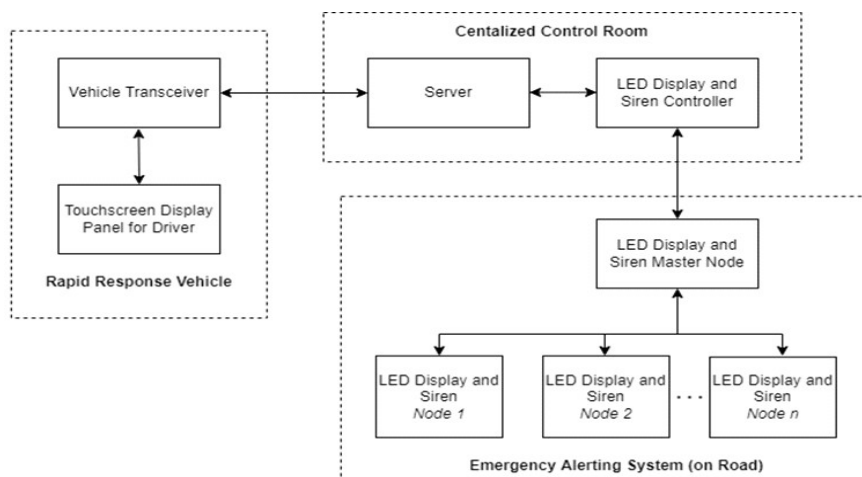 Centalized Control Room
Vehicle Transceiver
Server
LED Display and
Siren Controller
Touchscreen Display
Panel for Driver
Rapid Response Vehicle
LED Display and
Siren Master Node
LED Display and
Siren
Node 1
LED Display and
Siren
Node 2
...
LED Display and
Siren
Node n
Emergency Alerting System (on Road)